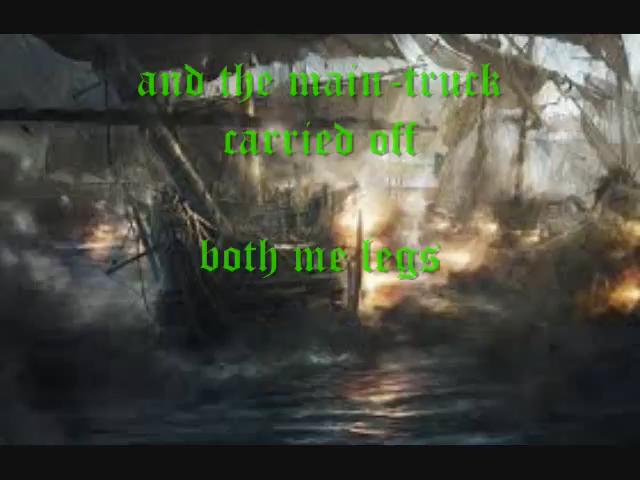 and the main-truck
carried off
both me legs